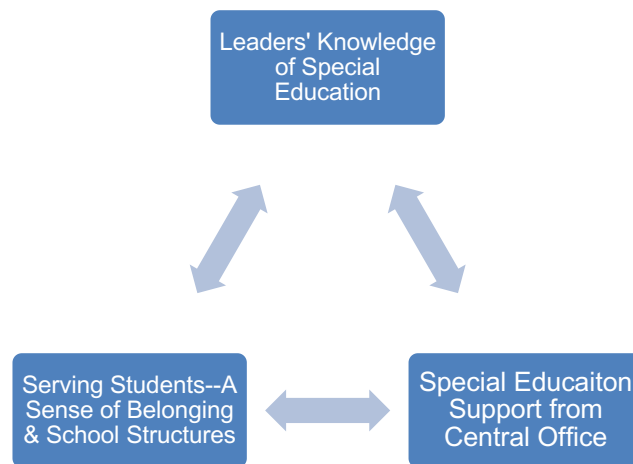 Leaders' Knowledge
of Special
Education
Serving Students--A
Sense of Belonging
& School Structures
Special Educaiton
Support from
Central Office